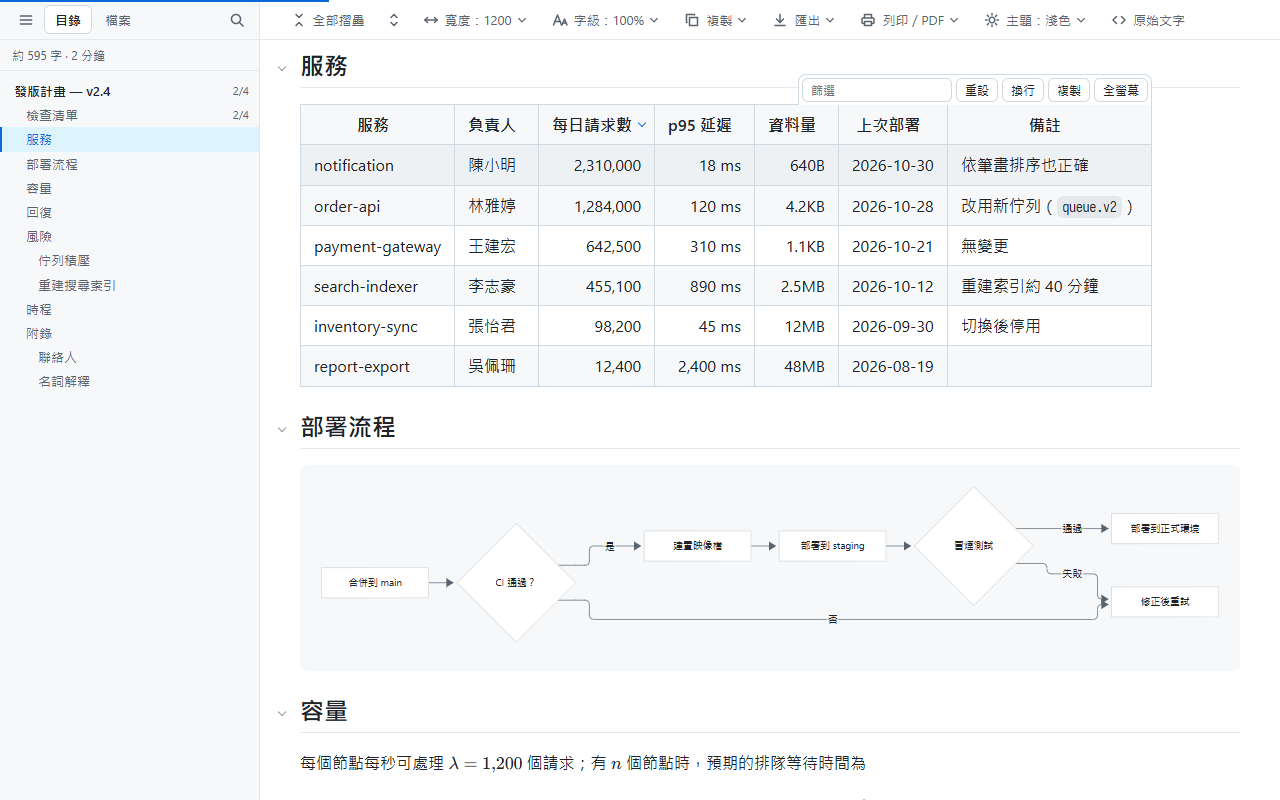 目錄 檔案
全部摺疊 寬度：1200 字級：100% 複製 匯出 列印 / PDF 主題：淺色 原始文字
約 595 字 · 2 分鐘
發版計畫 — v2.4 2/4
檢查清單 2/4
服務
部署流程
容量
回復
風險
佇列積壓
重建搜尋索引
時程
附錄
聯絡人
名詞解釋
服務
篩選 重設 換行 複製 全螢幕
服務 負責人 每日請求數 p95 延遲 資料量 上次部署 備註
notification 陳小明 2,310,000 18 ms 640B 2026-10-30 依筆畫排序也正確
order-api 林雅婷 1,284,000 120 ms 4.2KB 2026-10-28 改用新佇列（queue.v2）
payment-gateway 王建宏 642,500 310 ms 1.1KB 2026-10-21 無變更
search-indexer 李志豪 455,100 890 ms 2.5MB 2026-10-12 重建索引約 40 分鐘
inventory-sync 張怡君 98,200 45 ms 12MB 2026-09-30 切換後停用
report-export 吳佩珊 12,400 2,400 ms 48MB 2026-08-19
部署流程
合併到 main
CI 通過？
是
否
建置映像檔
部署到 staging
冒煙測試
通過
失敗
部署到正式環境
修正後重試
容量
每個節點每秒可處理 λ = 1,200 個請求；有 n 個節點時，預期的排隊等待時間為